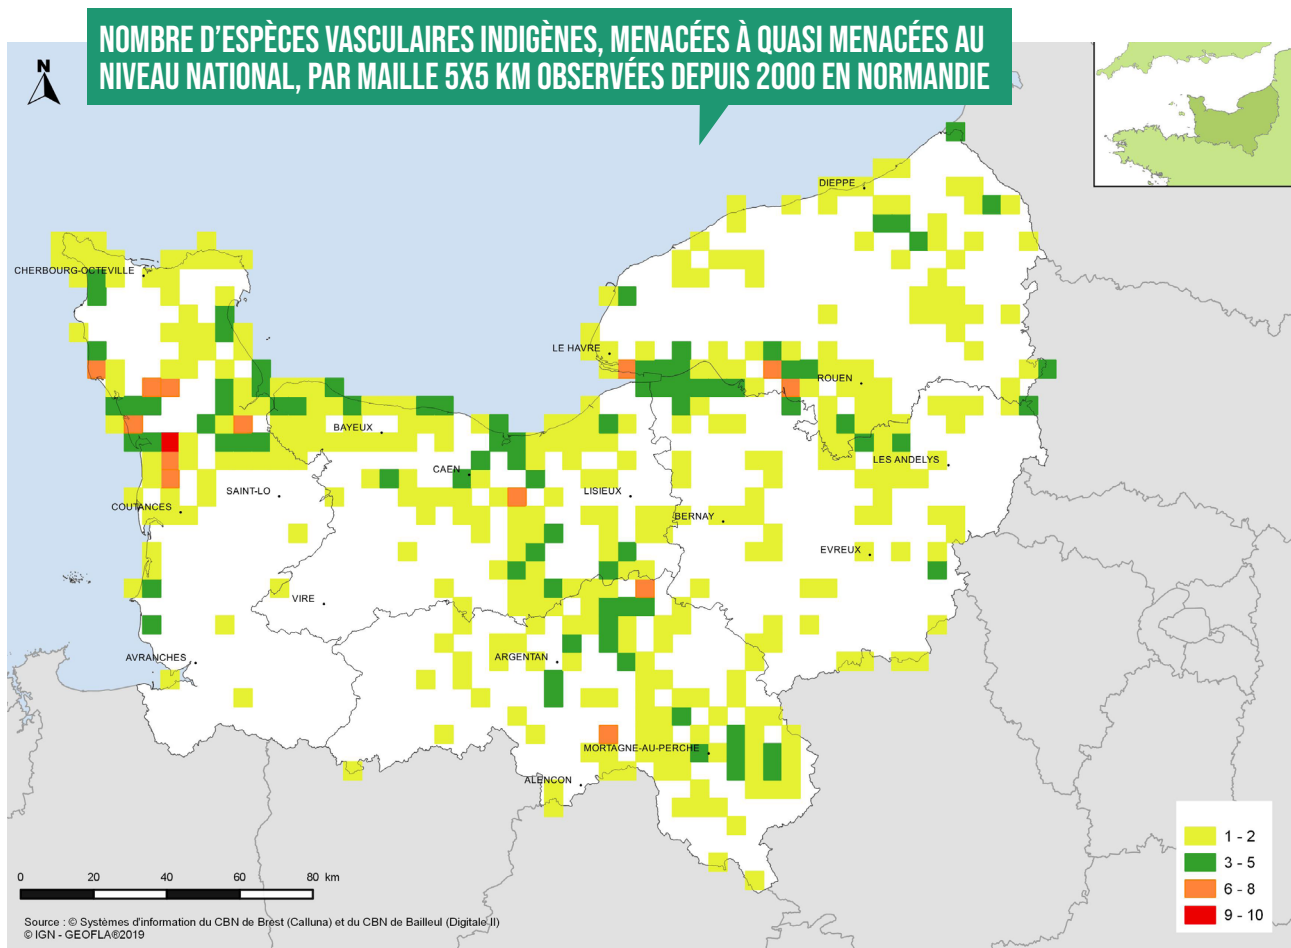 NOMBRE D'ESPÈCES VASCULAIRES INDIGÈNES, MENACÉES À QUASI MENACÉES AU
NIVEAU NATIONAL, PAR MAILLE 5X5 KM OBSERVÉES DEPUIS 2000 EN NORMANDIE
N
DIEPPE
CHERBOURG-OCTEVILLE
LE HAVRE
ROUEN
BAYEUX
LES ANDELYS
CAEN
SAINT-LO
LISIEUX
COUTANCES
BERNAY
EVREUX
VIRE
AVRANCHES
ARGENTAN
MORTAGNE-AU-PERCHE
ALENCON
1 - 2
3 - 5
6 - 8
9 - 10
0 20 40 60 80 km
Source : © Systèmes d'information du CBN de Brest (Calluna) et du CBN de Bailleul (Digitale II)
© IGN - GEOFLA®2019